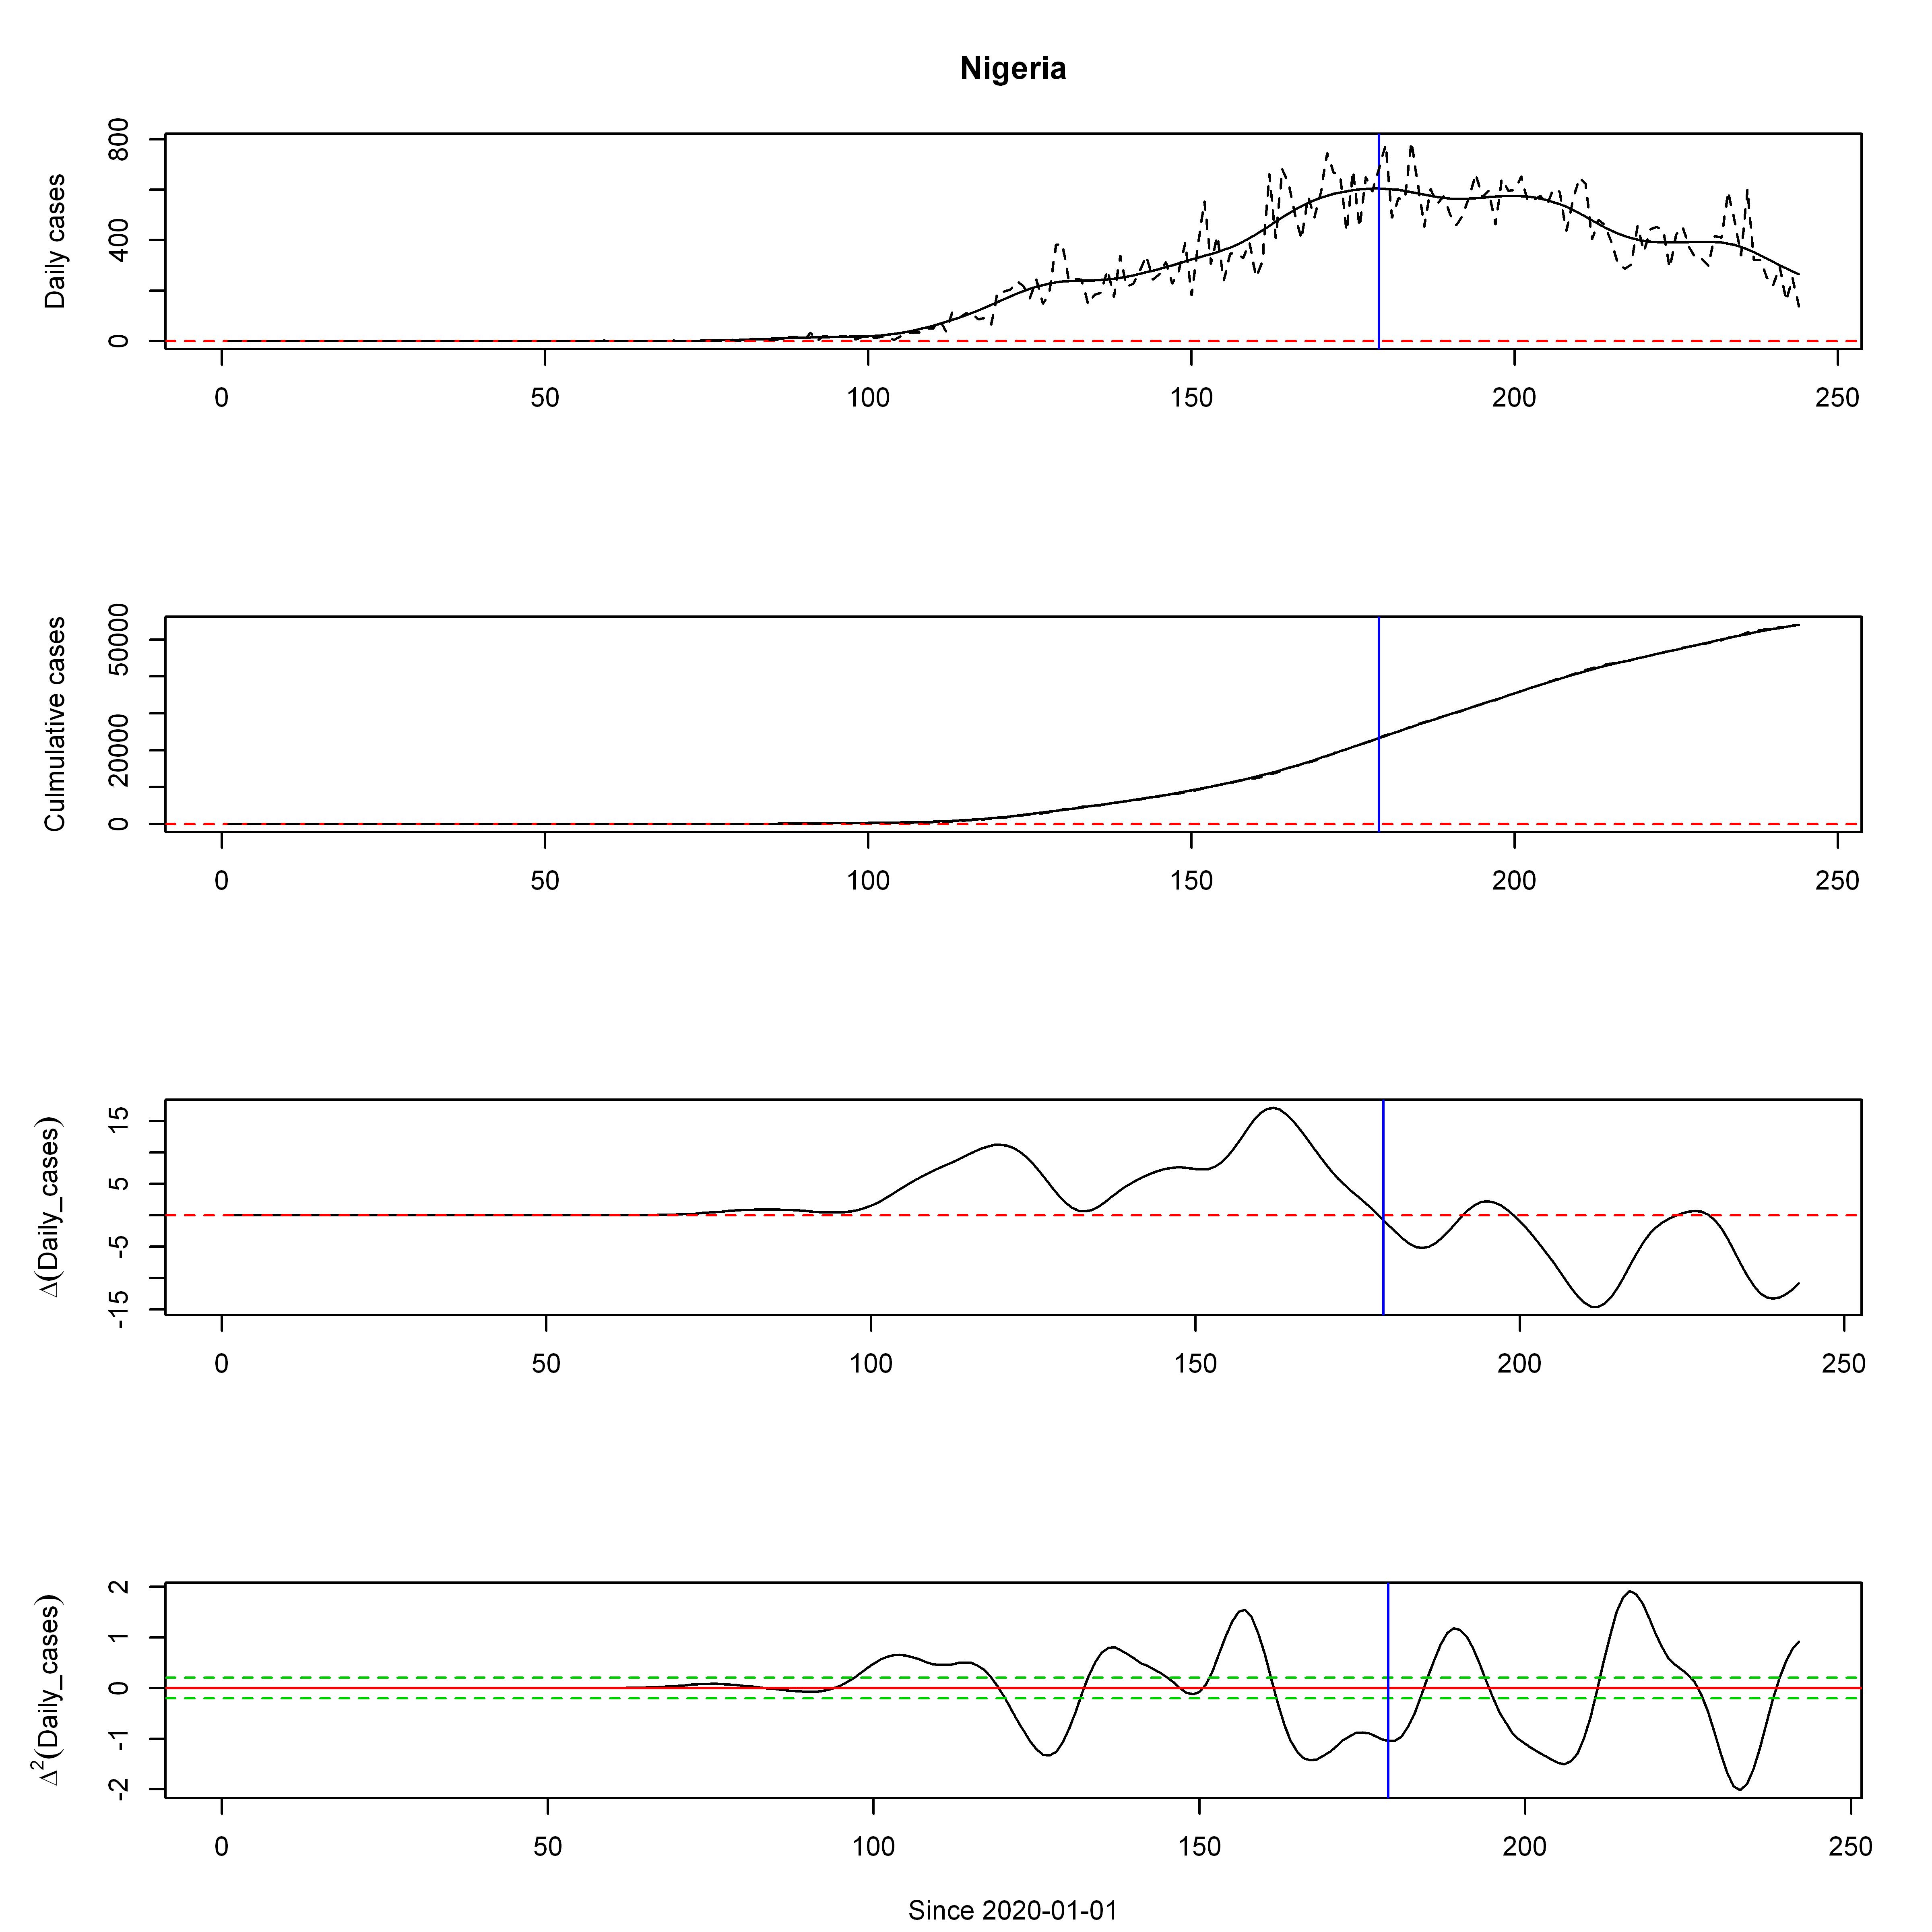 Nigeria
Daily cases
800
400
0
0 50 100 150 200 250
Culmulative cases
50000
20000
0
0 50 100 150 200 250
Δ(Daily_cases)
15
5
-5
-15
0 50 100 150 200 250
Δ²(Daily_cases)
2
1
0
-1
-2
0 50 100 150 200 250
Since 2020-01-01